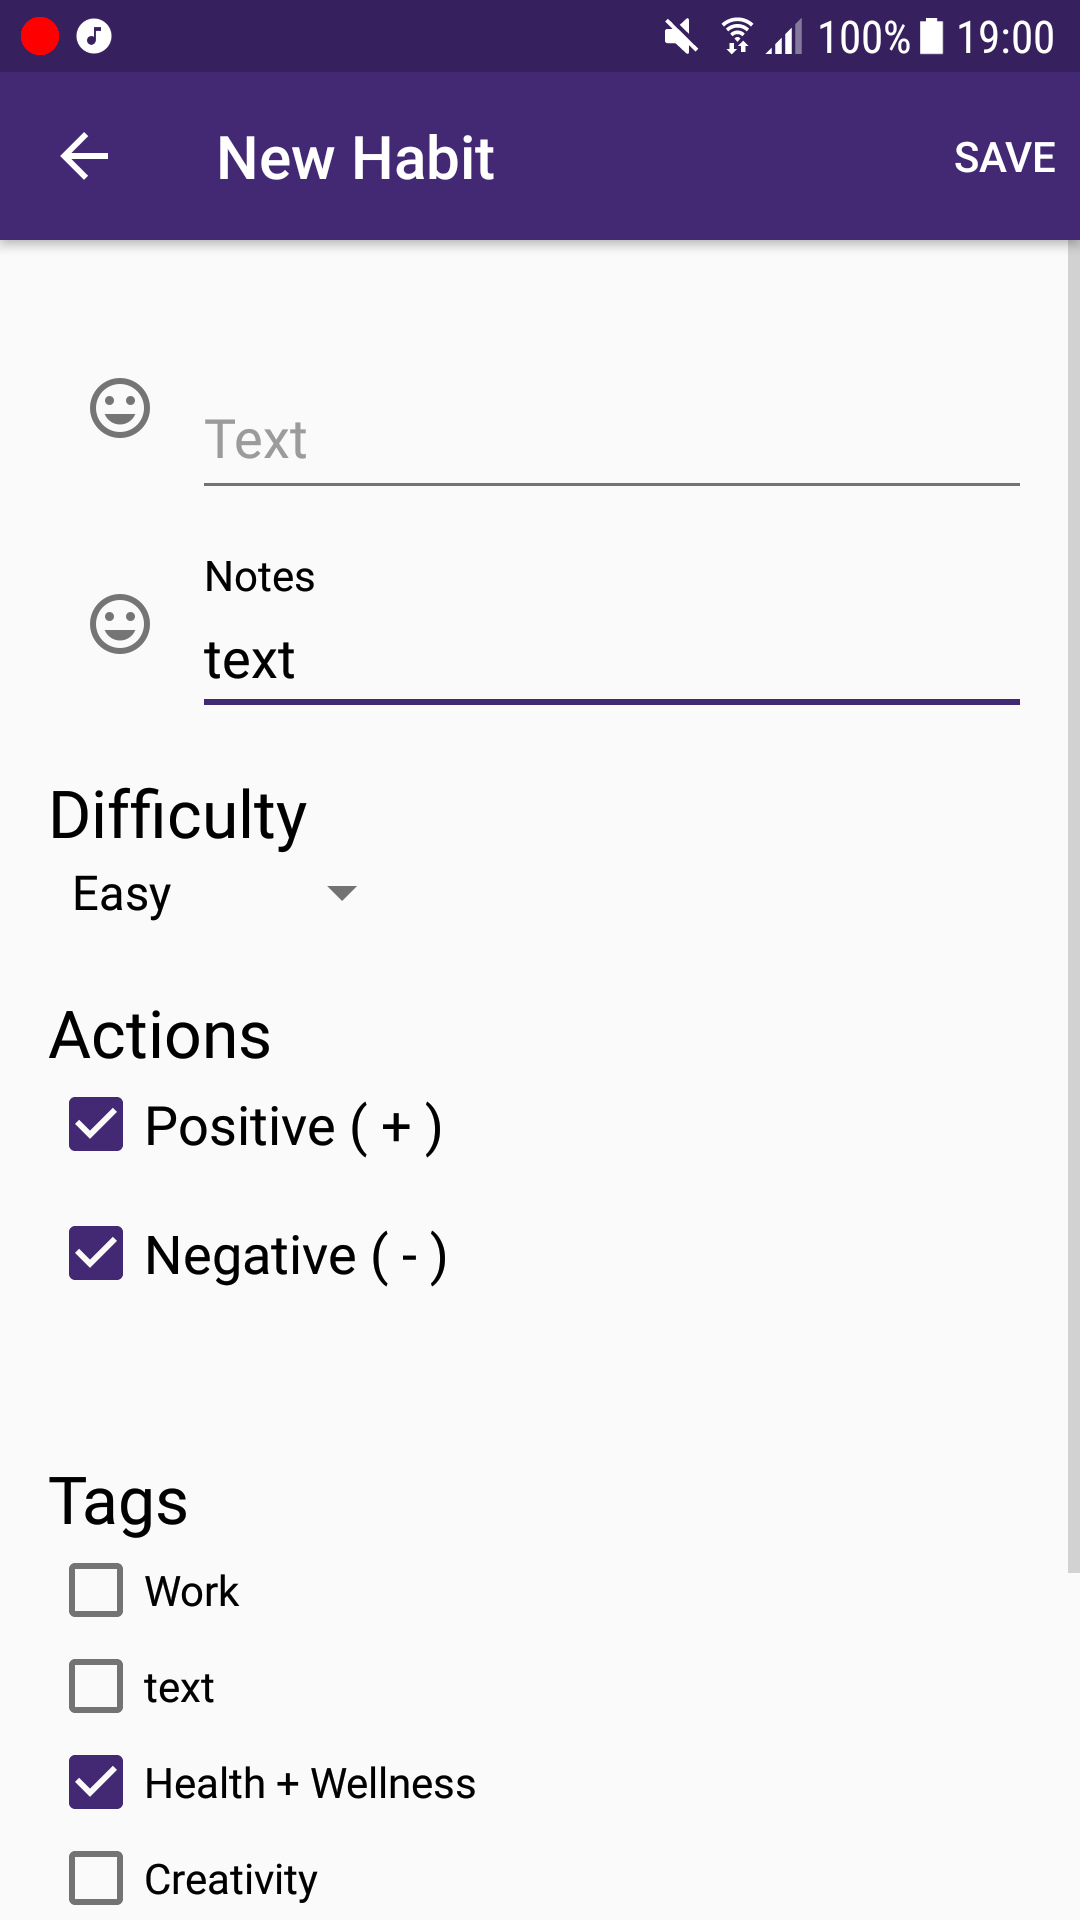 100% 19:00
New Habit SAVE
Text
Notes
text
Difficulty
Easy
Actions
Positive ( + )
Negative ( - )
Tags
Work
text
Health + Wellness
Creativity